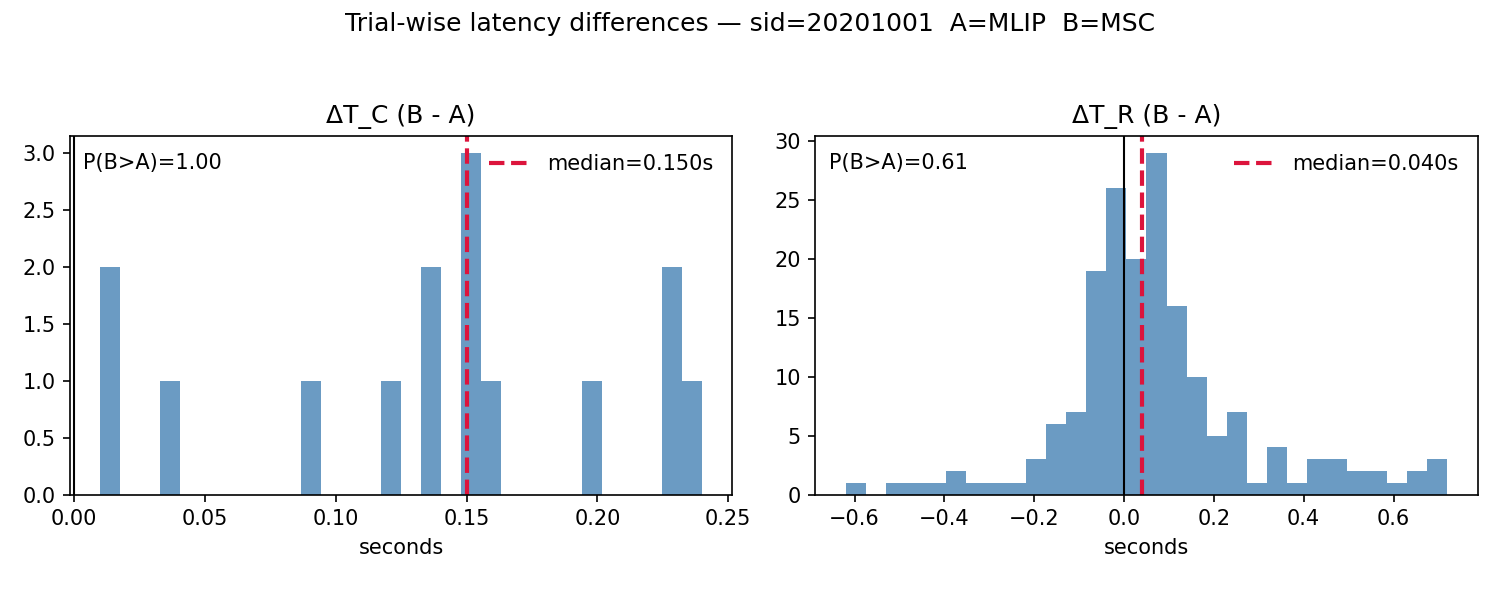 Trial-wise latency differences — sid=20201001  A=MLIP  B=MSC
ΔT_C (B - A)
P(B>A)=1.00
median=0.150s
3.0
2.5
2.0
1.5
1.0
0.5
0.0
0.00 0.05 0.10 0.15 0.20 0.25
seconds
ΔT_R (B - A)
P(B>A)=0.61
median=0.040s
30
25
20
15
10
5
0
−0.6 −0.4 −0.2 0.0 0.2 0.4 0.6
seconds